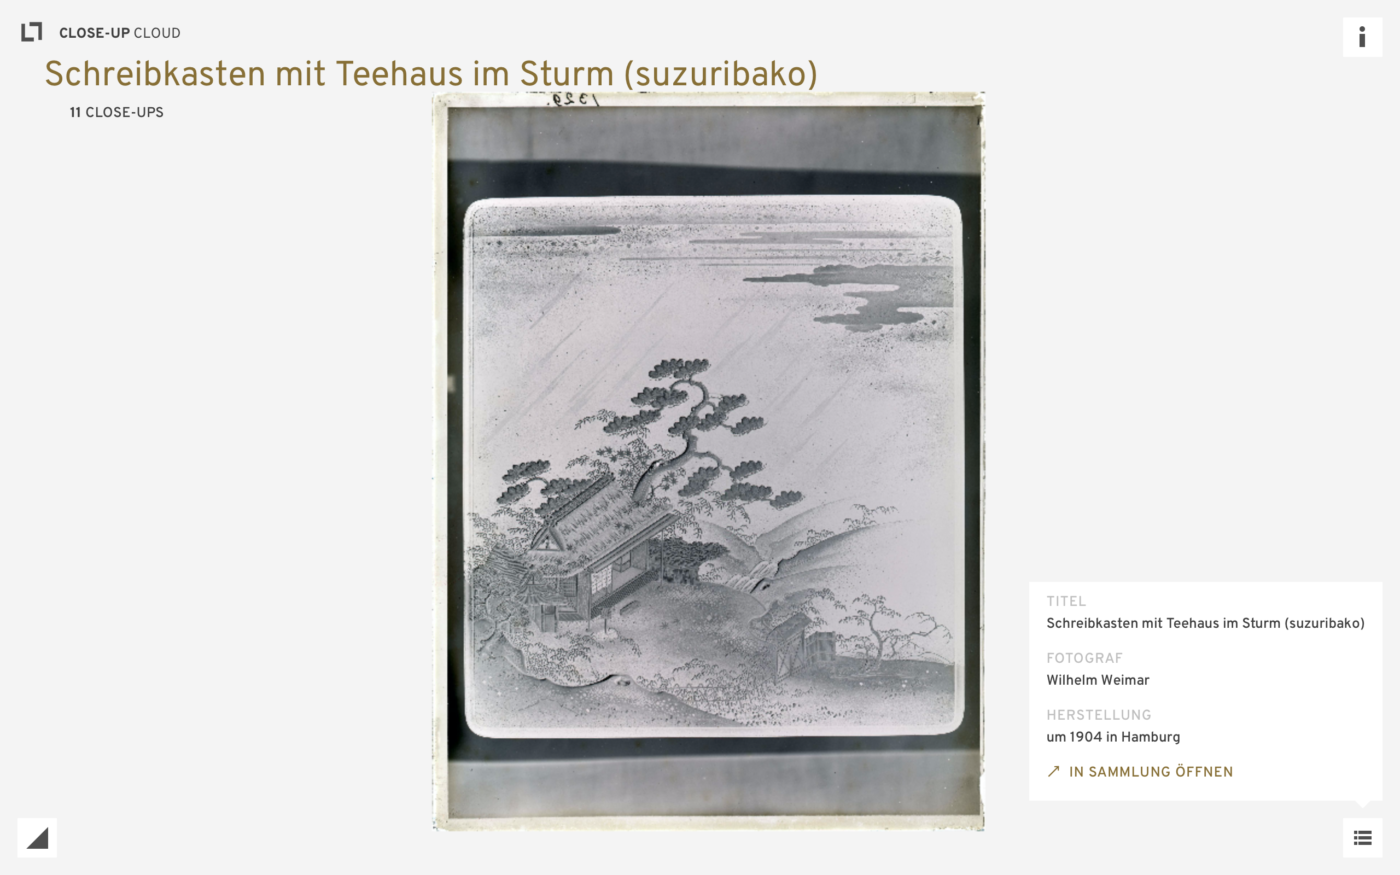 CLOSE-UP CLOUD
Schreibkasten mit Teehaus im Sturm (suzuribako)
11 CLOSE-UPS
1329.
TITEL
Schreibkasten mit Teehaus im Sturm (suzuribako)
FOTOGRAF
Wilhelm Weimar
HERSTELLUNG
um 1904 in Hamburg
IN SAMMLUNG ÖFFNEN